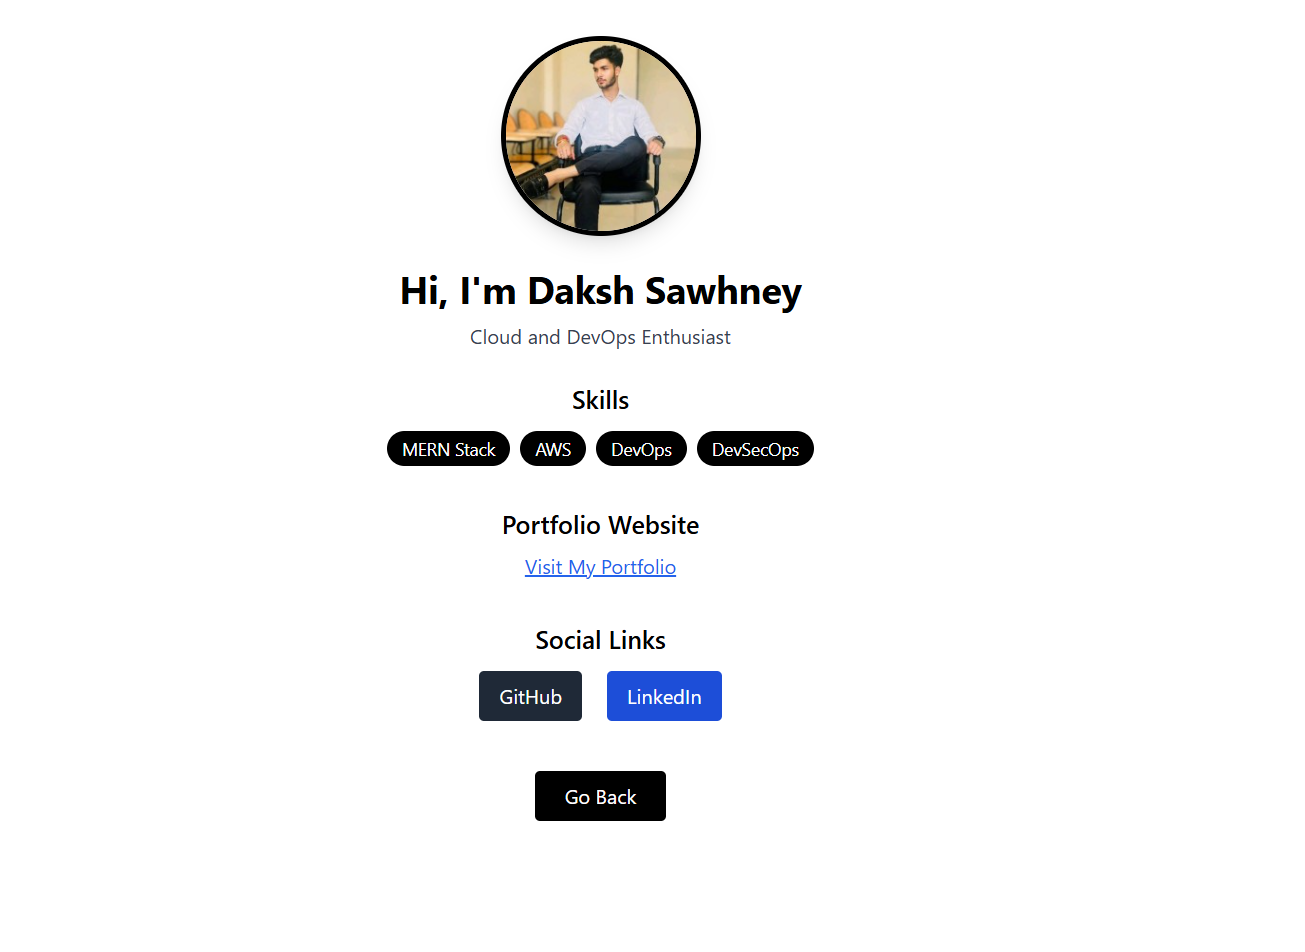 Hi, I'm Daksh Sawhney
Cloud and DevOps Enthusiast
Skills
MERN Stack AWS DevOps DevSecOps
Portfolio Website
Visit My Portfolio
Social Links
GitHub LinkedIn
Go Back